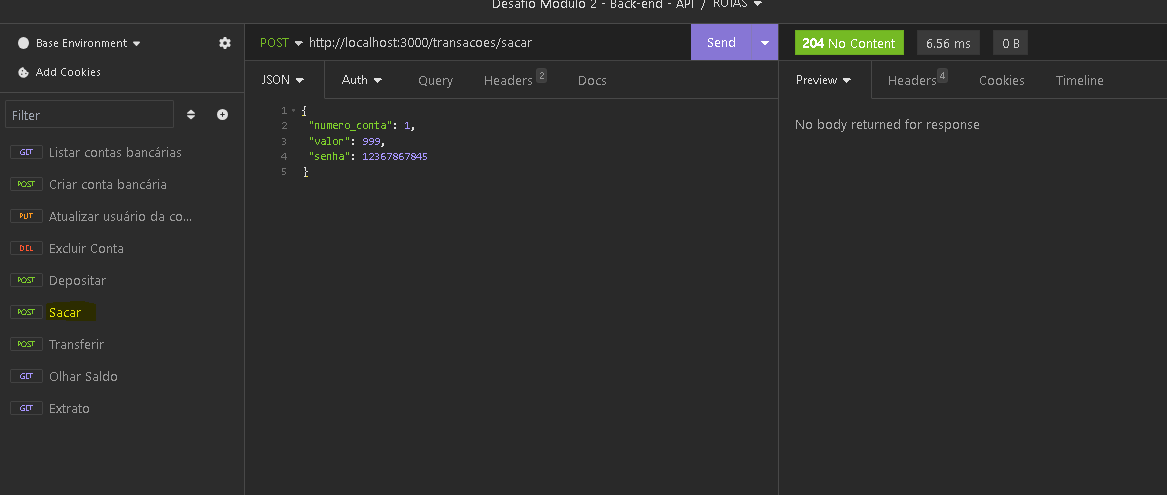 Desafio Módulo 2 - Back-end - API / ROTAS
Base Environment
Add Cookies
Filter
GET Listar contas bancárias
POST Criar conta bancária
PUT Atualizar usuário da co...
DEL Excluir Conta
POST Depositar
POST Sacar
POST Transferir
GET Olhar Saldo
GET Extrato
POST http://localhost:3000/transacoes/sacar Send
JSON Auth Query Headers 2 Docs
1 {
2 "numero_conta": 1,
3 "valor": 999,
4 "senha": 12367867845
5 }
204 No Content 6.56 ms 0 B
Preview Headers 4 Cookies Timeline
No body returned for response